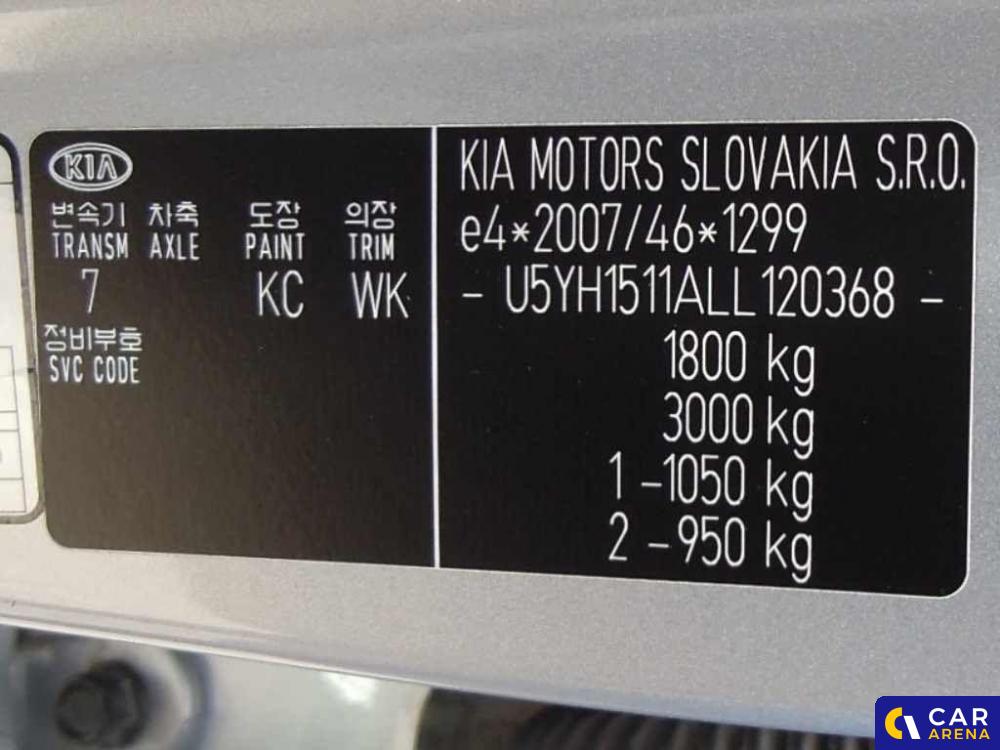 KIA
변속기 차축 도장 의장
TRANSM AXLE PAINT TRIM
7 KC WK
정비부호
SVC CODE
KIA MOTORS SLOVAKIA S.R.O.
e4*2007/46*1299
- U5YH1511ALL120368 -
1800 kg
3000 kg
1 -1050 kg
2 -950 kg
CAR
ARENA